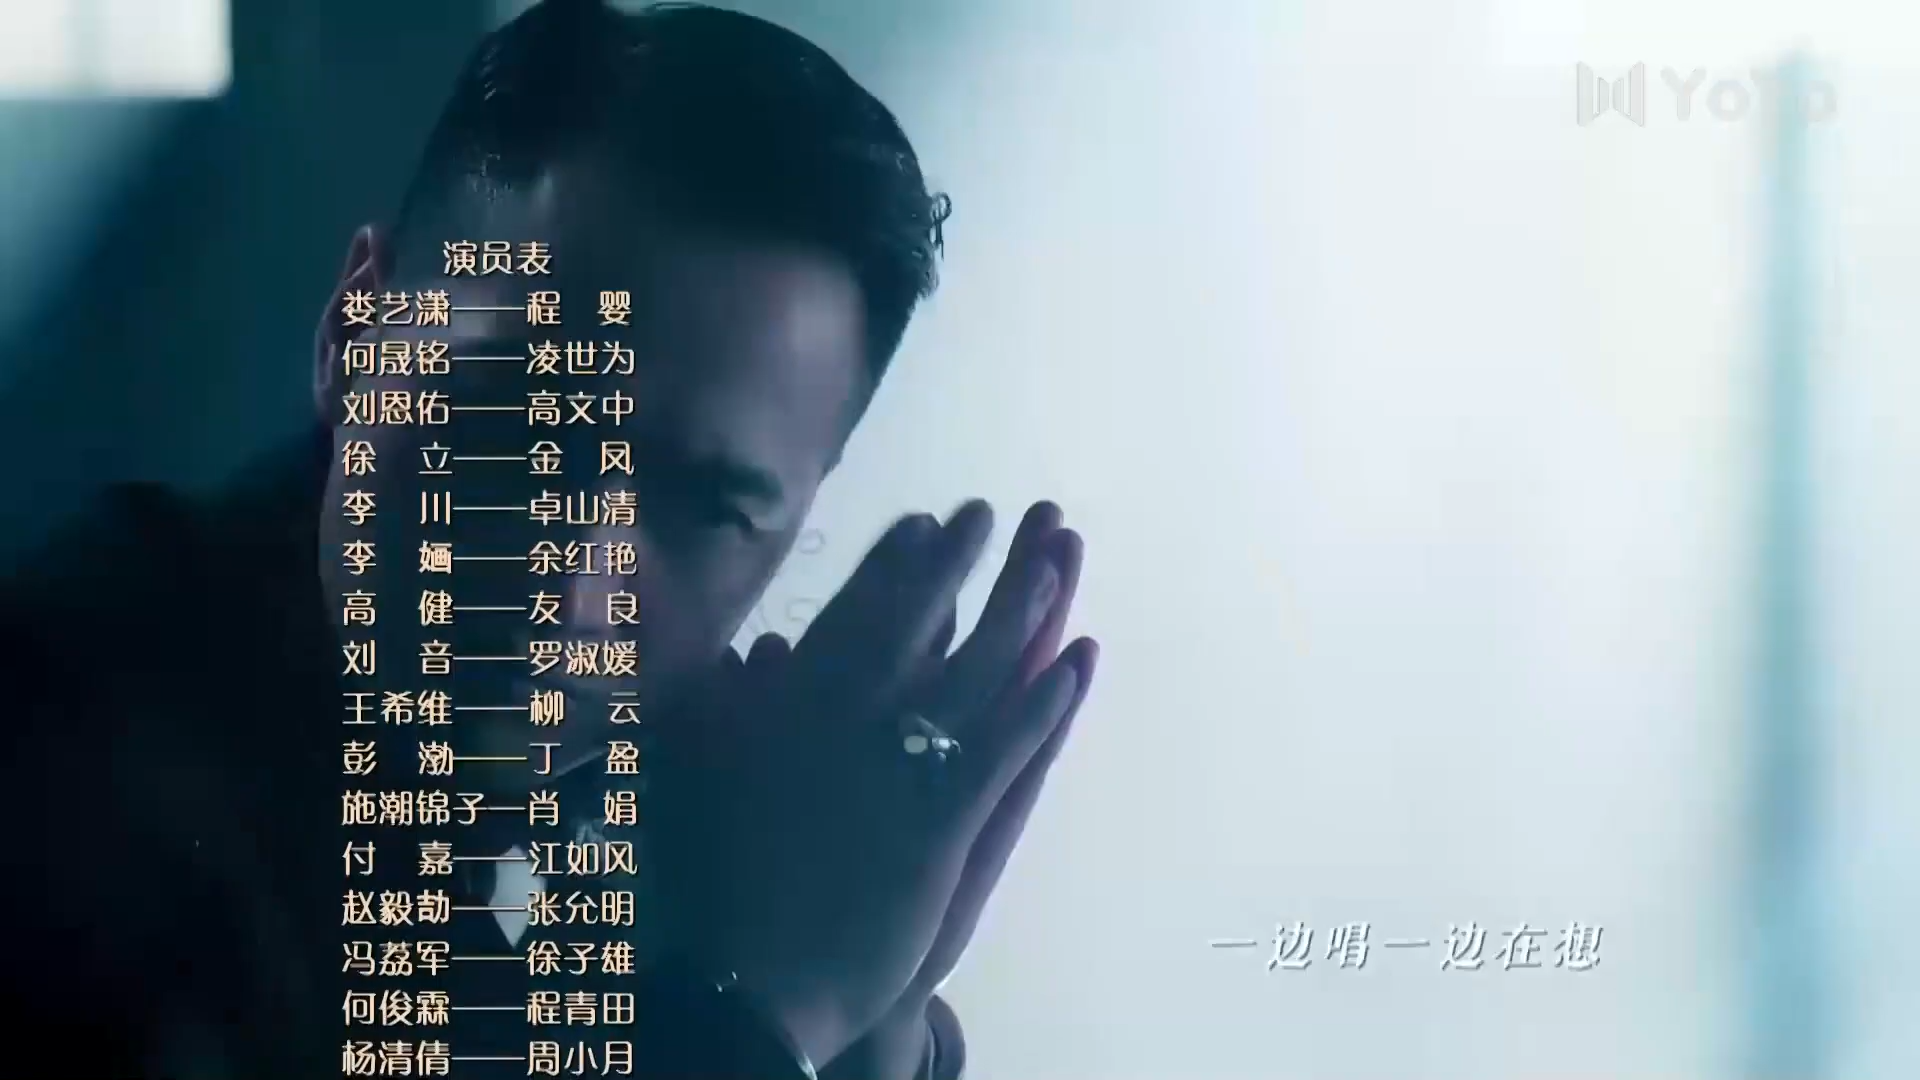 YoYo
演员表
娄艺潇——程 婴
何晟铭——凌世为
刘恩佑——高文中
徐 立——金 凤
李 川——卓山清
李 婳——余红艳
高 健——友 良
刘 音——罗淑媛
王希维——柳 云
彭 渤——丁 盈
施潮锦子—肖 娟
付 嘉——江如风
赵毅劼——张允明
冯荔军——徐子雄
何俊霖——程青田
杨清倩——周小月
一边唱一边在想